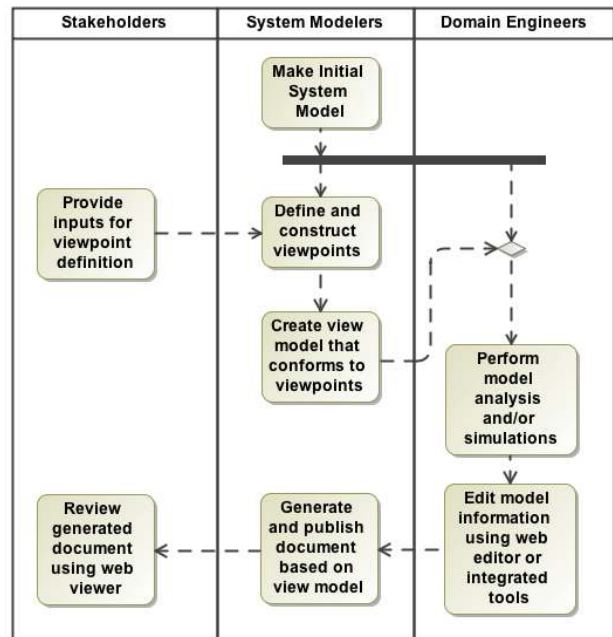 Stakeholders
System Modelers
Domain Engineers
Make Initial
System
Model
Provide
inputs for
viewpoint
definition
Define and
construct
viewpoints
Create view
model that
conforms to
viewpoints
Perform
model
analysis
and/or
simulations
Review
generated
document
using web
viewer
Generate
and publish
document
based on
view model
Edit model
information
using web
editor or
integrated
tools